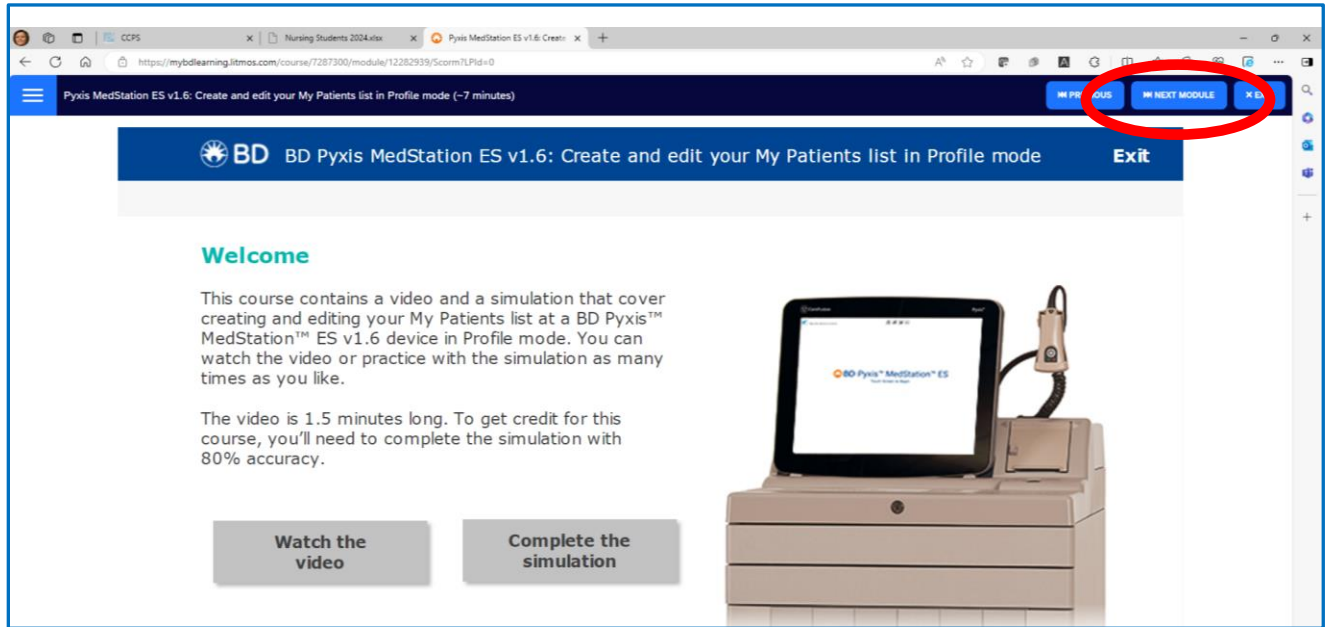 CCPS
Nursing Students 2024.xlsx
Pyxis MedStation ES v1.6: Create
https://mybdlearning.litmos.com/course/7287300/module/12282939/Scorm?LPId=0
Pyxis MedStation ES v1.6: Create and edit your My Patients list in Profile mode (~7 minutes)
NEXT MODULE
BD BD Pyxis MedStation ES v1.6: Create and edit your My Patients list in Profile mode Exit
Welcome
This course contains a video and a simulation that cover
creating and editing your My Patients list at a BD Pyxis™
MedStation™ ES v1.6 device in Profile mode. You can
watch the video or practice with the simulation as many
times as you like.
The video is 1.5 minutes long. To get credit for this
course, you’ll need to complete the simulation with
80% accuracy.
Watch the
video
Complete the
simulation
BD Pyxis™ MedStation™ ES